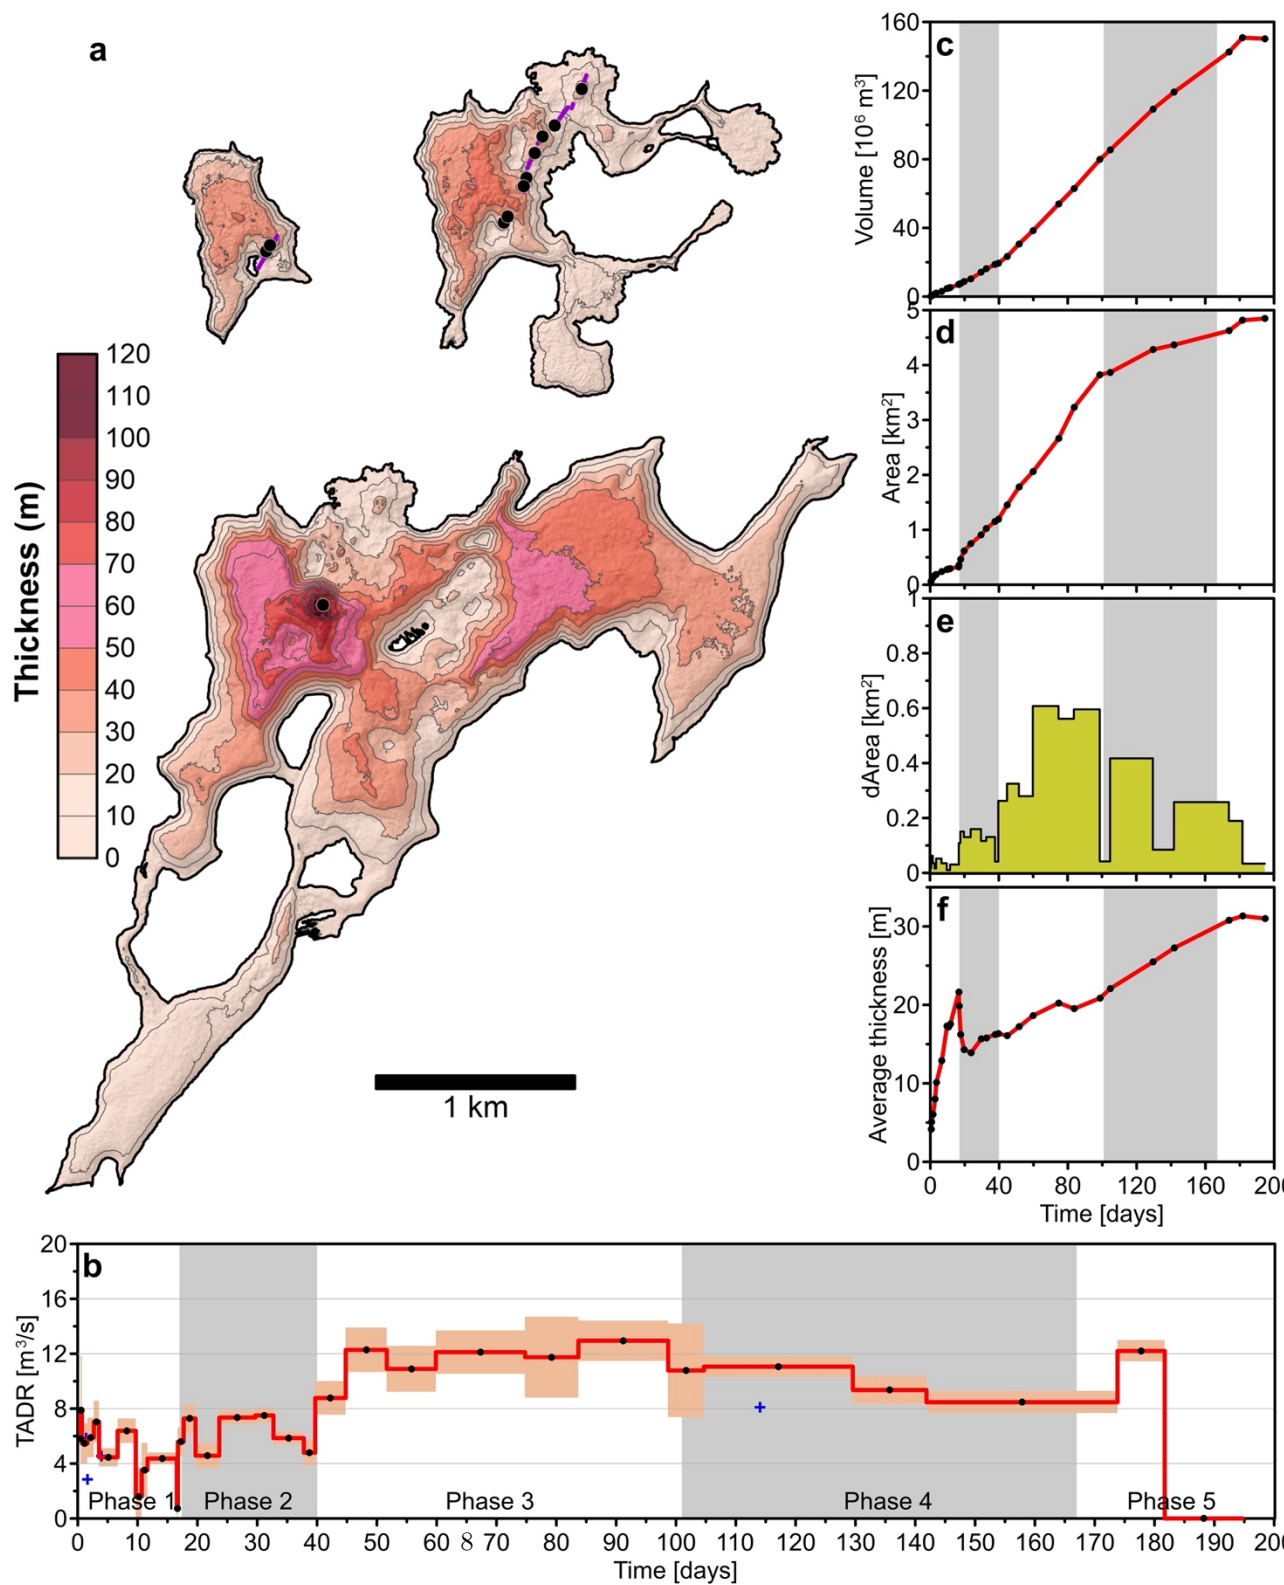 a
Thickness (m)
120
110
100
90
80
70
60
50
40
30
20
10
0
1 km
c
Volume [10⁶ m³]
160
120
80
40
0
d
Area [km²]
5
4
3
2
1
0
e
dArea [km²]
1
0.8
0.6
0.4
0.2
0
f
Average thickness [m]
30
20
10
0
0 40 80 120 150 160 200
Time [days]
b
TADR [m³/s]
20
16
12
8
4
0
Phase 1 Phase 2 Phase 3 Phase 4 Phase 5
0 10 20 30 40 50 60 8 70 80 90 100 110 120 130 140 150 160 170 180 190 200
Time [days]